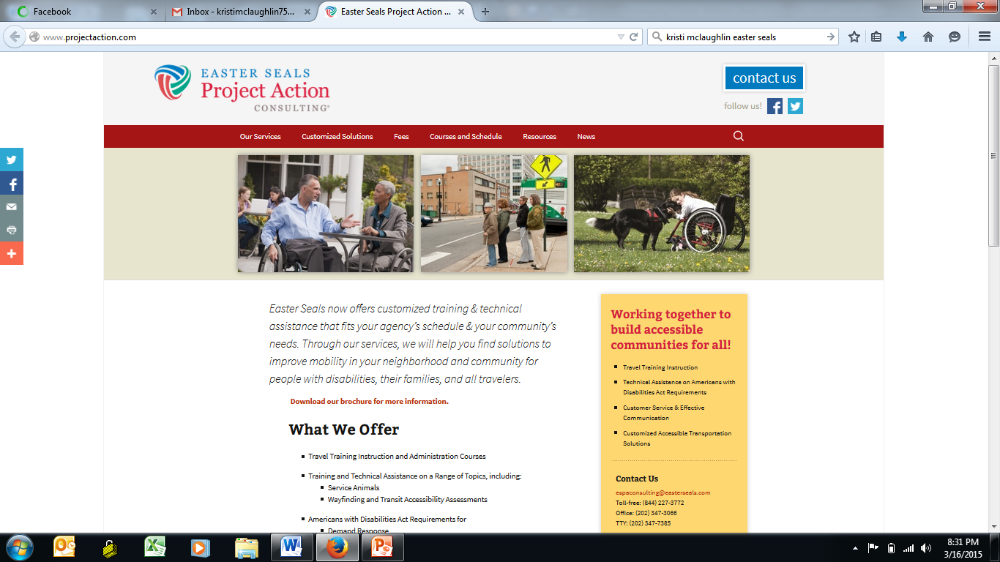 Facebook
Inbox - kristimclaughlin75...
Easter Seals Project Action ...
www.projectaction.com
kristi mclaughlin easter seals
EASTER SEALS
Project Action
CONSULTING®
contact us
follow us!
Our Services
Customized Solutions
Fees
Courses and Schedule
Resources
News
Easter Seals now offers customized training & technical
assistance that fits your agency's schedule & your community's
needs. Through our services, we will help you find solutions to
improve mobility in your neighborhood and community for
people with disabilities, their families, and all travelers.
Download our brochure for more information.
What We Offer
Travel Training Instruction and Administration Courses
Training and Technical Assistance on a Range of Topics, including:
Service Animals
Wayfinding and Transit Accessibility Assessments
Americans with Disabilities Act Requirements for
Demand Response
Working together to
build accessible
communities for all!
Travel Training Instruction
Technical Assistance on Americans with
Disabilities Act Requirements
Customer Service & Effective
Communication
Customized Accessible Transportation
Solutions
Contact Us
espaconsulting@easterseals.com
Toll-free: (844) 227-3772
Office: (202) 347-3066
TTY: (202) 347-7385
8:31 PM
3/16/2015